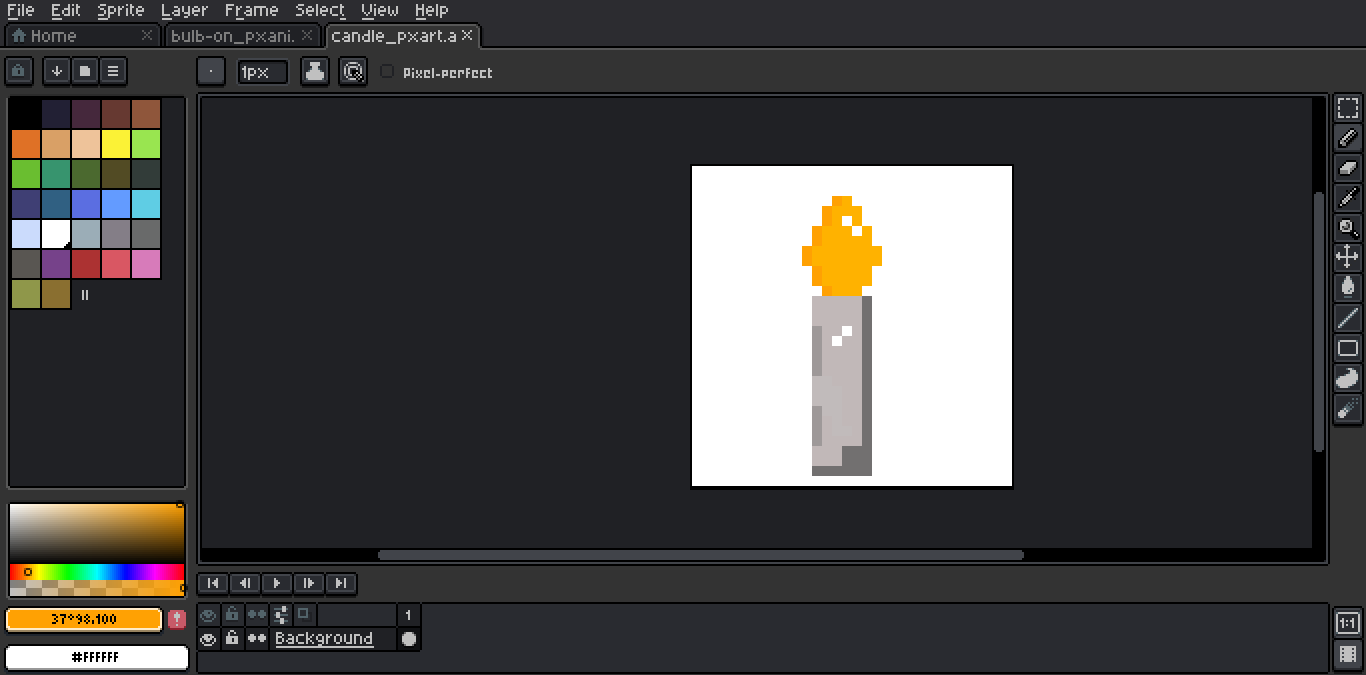 File Edit Sprite Layer Frame Select View Help
Home bulb-on_pxani. candle_pxart.a
1px Pixel-perfect
37°98,100
#FFFFFF
1
Background
1:1